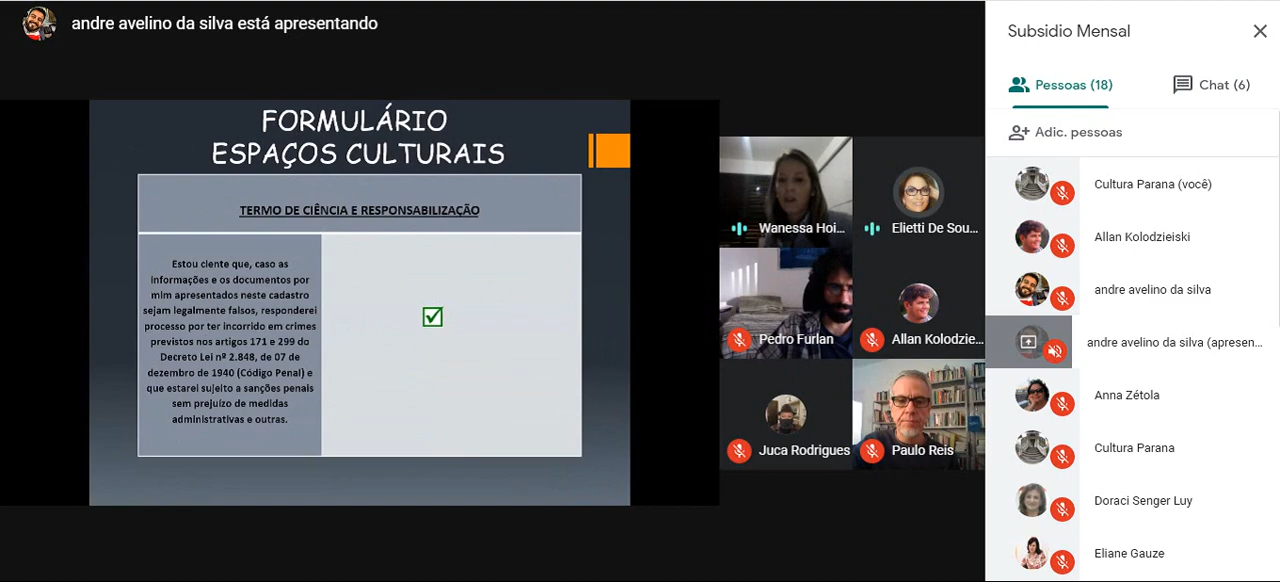 andre avelino da silva está apresentando
FORMULÁRIO
ESPAÇOS CULTURAIS
TERMO DE CIÊNCIA E RESPONSABILIZAÇÃO
Estou ciente que, caso as
informações e os documentos por
mim apresentados neste cadastro
sejam legalmente falsos, responderei
processo por ter incorrido em crimes
previstos nos artigos 171 e 299 do
Decreto Lei nº 2.848, de 07 de
dezembro de 1940 (Código Penal) e
que estarei sujeito a sanções penais
sem prejuízo de medidas
administrativas e outras.
Wanessa Hoi...
Elietti De Sou...
Pedro Furlan
Allan Kolodzie...
Juca Rodrigues
Paulo Reis
Subsidio Mensal
Pessoas (18)
Chat (6)
Adic. pessoas
Cultura Parana (você)
Allan Kolodzieiski
andre avelino da silva
andre avelino da silva (apresen...
Anna Zétola
Cultura Parana
Doraci Senger Luy
Eliane Gauze